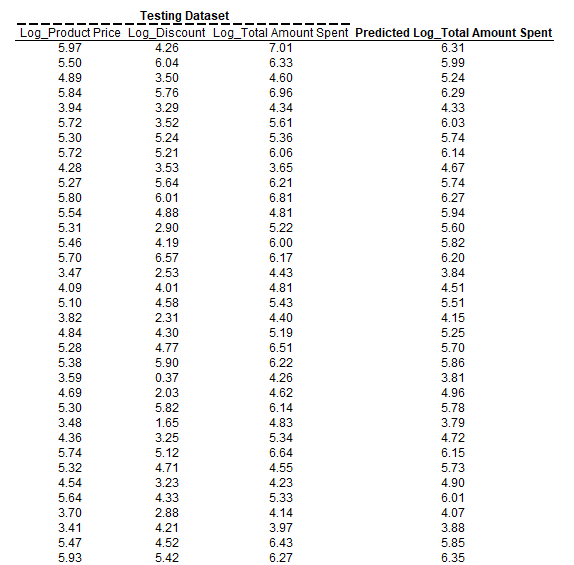 Testing Dataset
Log_Product Price Log_Discount Log_Total Amount Spent Predicted Log_Total Amount Spent
5.97 4.26 7.01 6.31
5.50 6.04 6.33 5.99
4.89 3.50 4.60 5.24
5.84 5.76 6.96 6.29
3.94 3.29 4.34 4.33
5.72 3.52 5.61 6.03
5.30 5.24 5.36 5.74
5.72 5.21 6.06 6.14
4.28 3.53 3.65 4.67
5.27 5.64 6.21 5.74
5.80 6.01 6.81 6.27
5.54 4.88 4.81 5.94
5.31 2.90 5.22 5.60
5.46 4.19 6.00 5.82
5.70 6.57 6.17 6.20
3.47 2.53 4.43 3.84
4.09 4.01 4.81 4.51
5.10 4.58 5.43 5.51
3.82 2.31 4.40 4.15
4.84 4.30 5.19 5.25
5.28 4.77 6.51 5.70
5.38 5.90 6.22 5.86
3.59 0.37 4.26 3.81
4.69 2.03 4.62 4.96
5.30 5.82 6.14 5.78
3.48 1.65 4.83 3.79
4.36 3.25 5.34 4.72
5.74 5.12 6.64 6.15
5.32 4.71 4.55 5.73
4.54 3.23 4.23 4.90
5.64 4.33 5.33 6.01
3.70 2.88 4.14 4.07
3.41 4.21 3.97 3.88
5.47 4.52 6.43 5.85
5.93 5.42 6.27 6.35